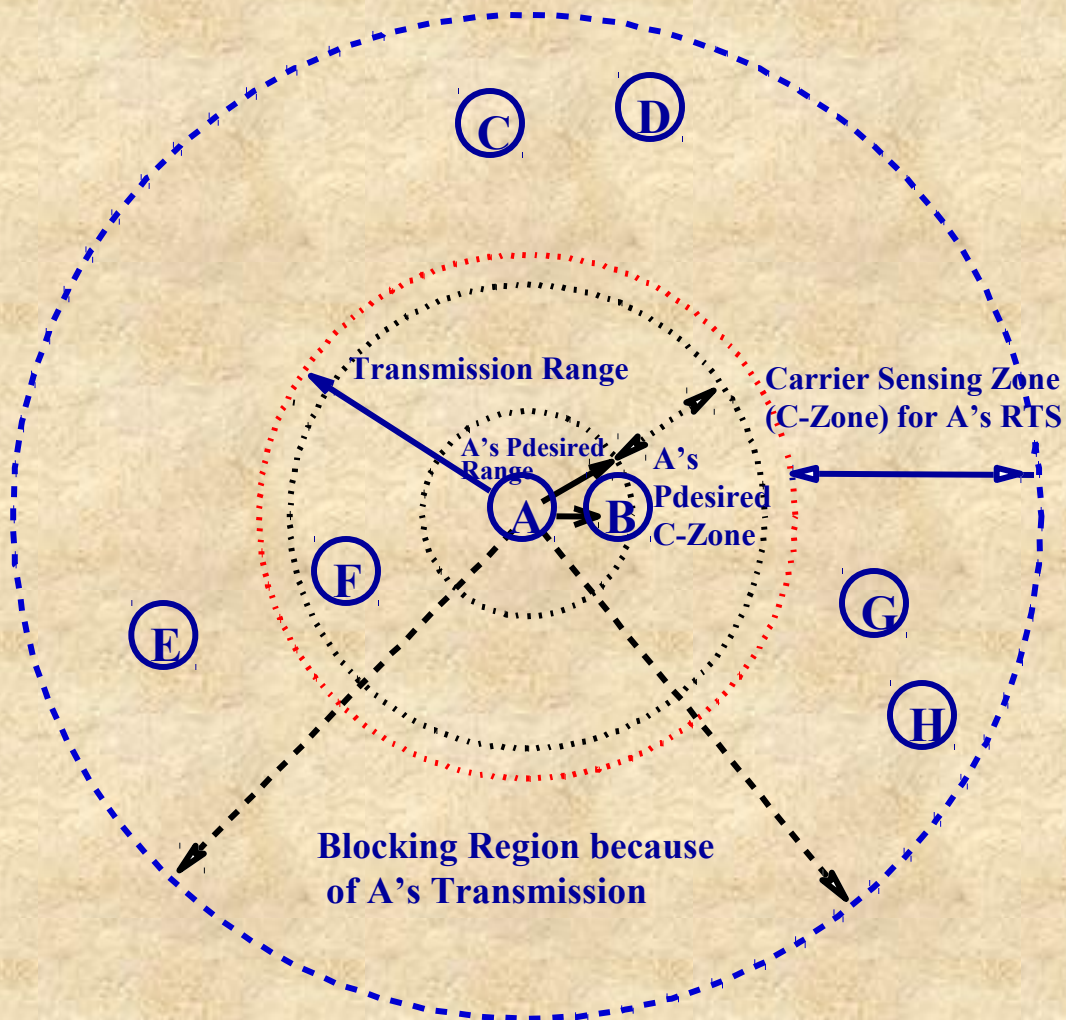 C
D
Transmission Range
Carrier Sensing Zone
(C-Zone) for A's RTS
A's Pdesired
Range
A's
Pdesired
C-Zone
A
B
F
E
G
H
Blocking Region because
of A's Transmission